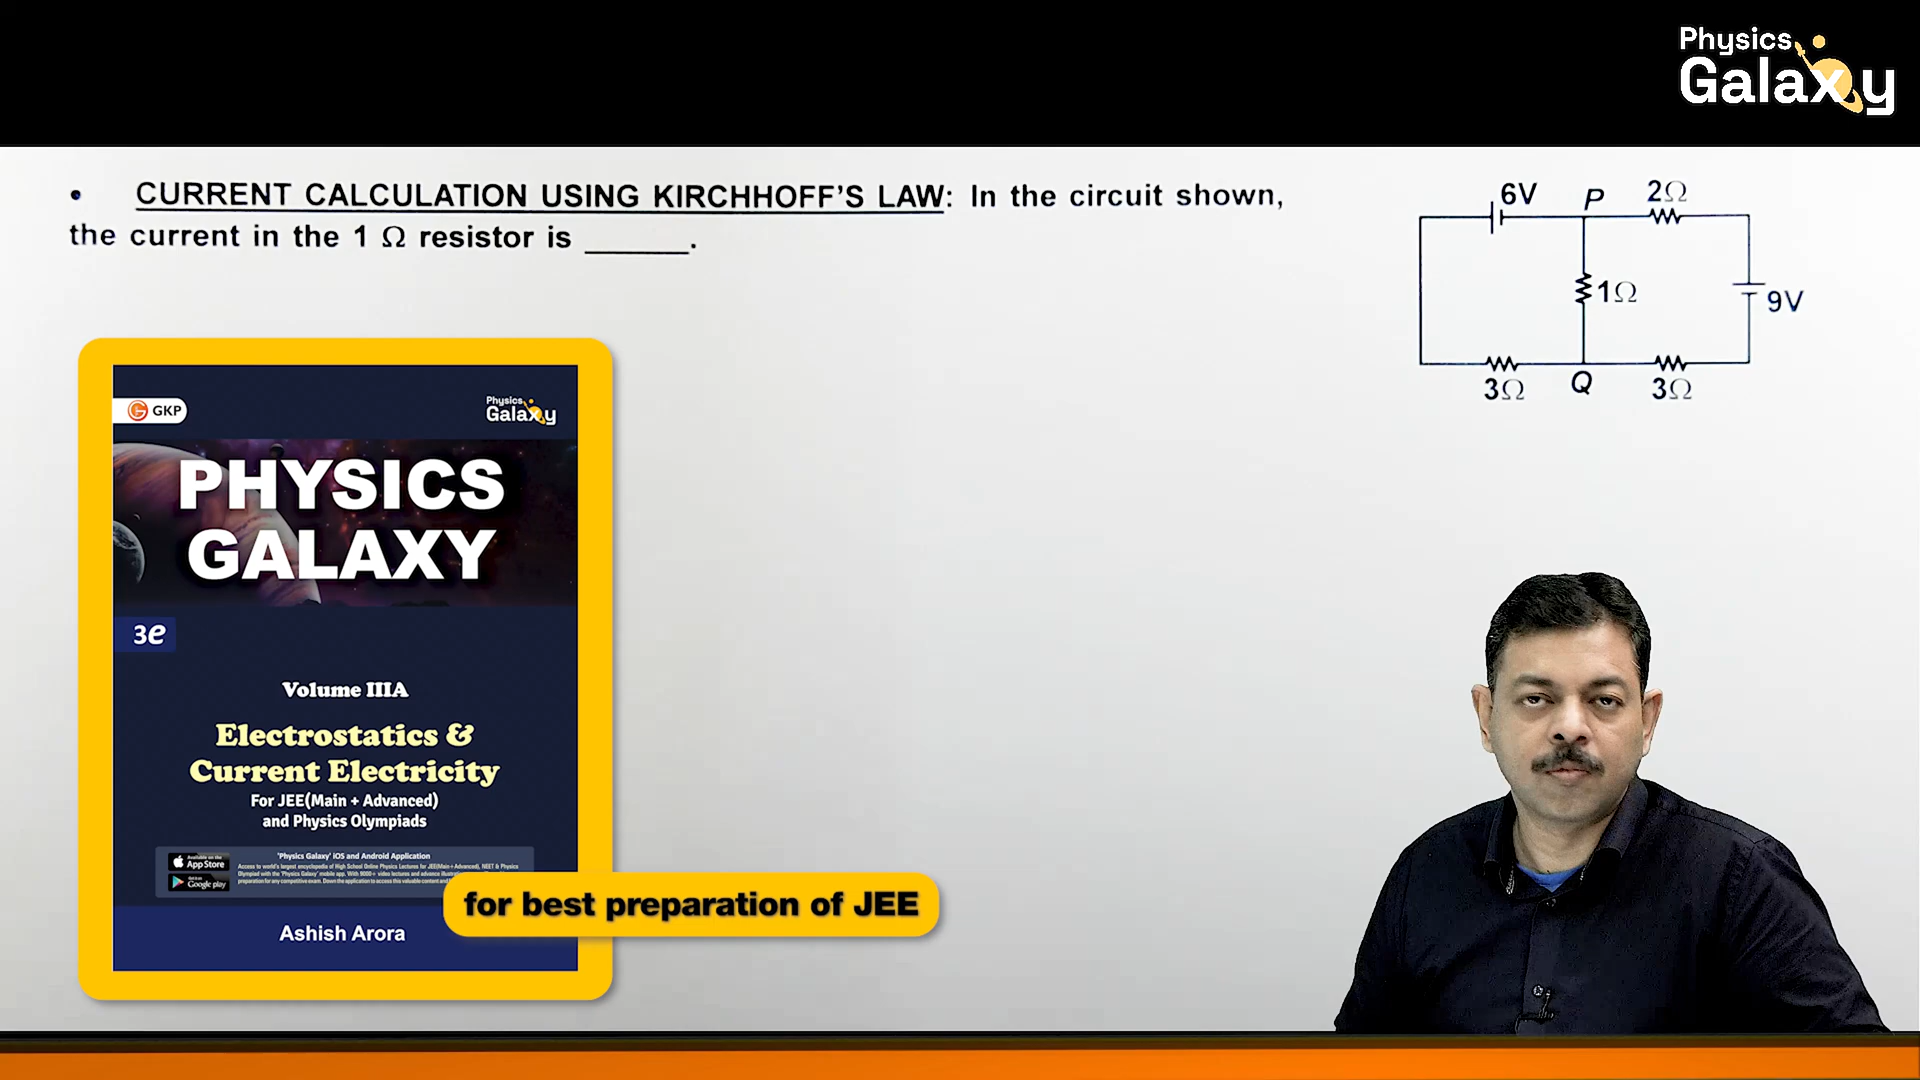 Physics
Galaxy
• CURRENT CALCULATION USING KIRCHHOFF'S LAW: In the circuit shown,
the current in the 1 Ω resistor is ______.
6V P 2Ω
1Ω
9V
3Ω Q 3Ω
GKP
Physics
Galaxy
PHYSICS
GALAXY
3e
Volume IIIA
Electrostatics &
Current Electricity
For JEE(Main + Advanced)
and Physics Olympiads
'Physics Galaxy' iOS and Android Application
Available on the
App Store
Google play
for best preparation of JEE
Ashish Arora